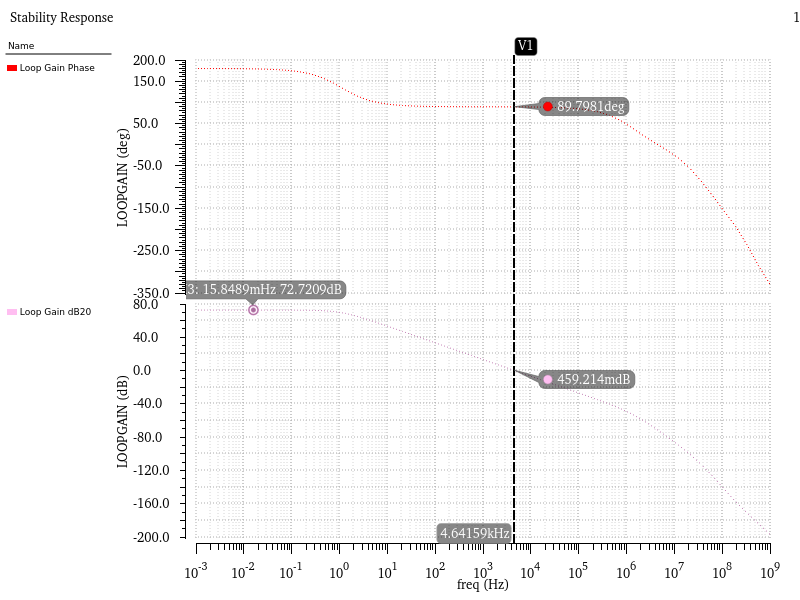 Stability Response
1
Name
Loop Gain Phase
V1
200.0
150.0
50.0
-50.0
-150.0
-250.0
-350.0
LOOPGAIN (deg)
89.7981deg
3: 15.8489mHz 72.7209dB
Loop Gain dB20
80.0
40.0
0.0
-40.0
-80.0
-120.0
-160.0
-200.0
LOOPGAIN (dB)
459.214mdB
4.64159kHz
10^-3 10^-2 10^-1 10^0 10^1 10^2 10^3 10^4 10^5 10^6 10^7 10^8 10^9
freq (Hz)